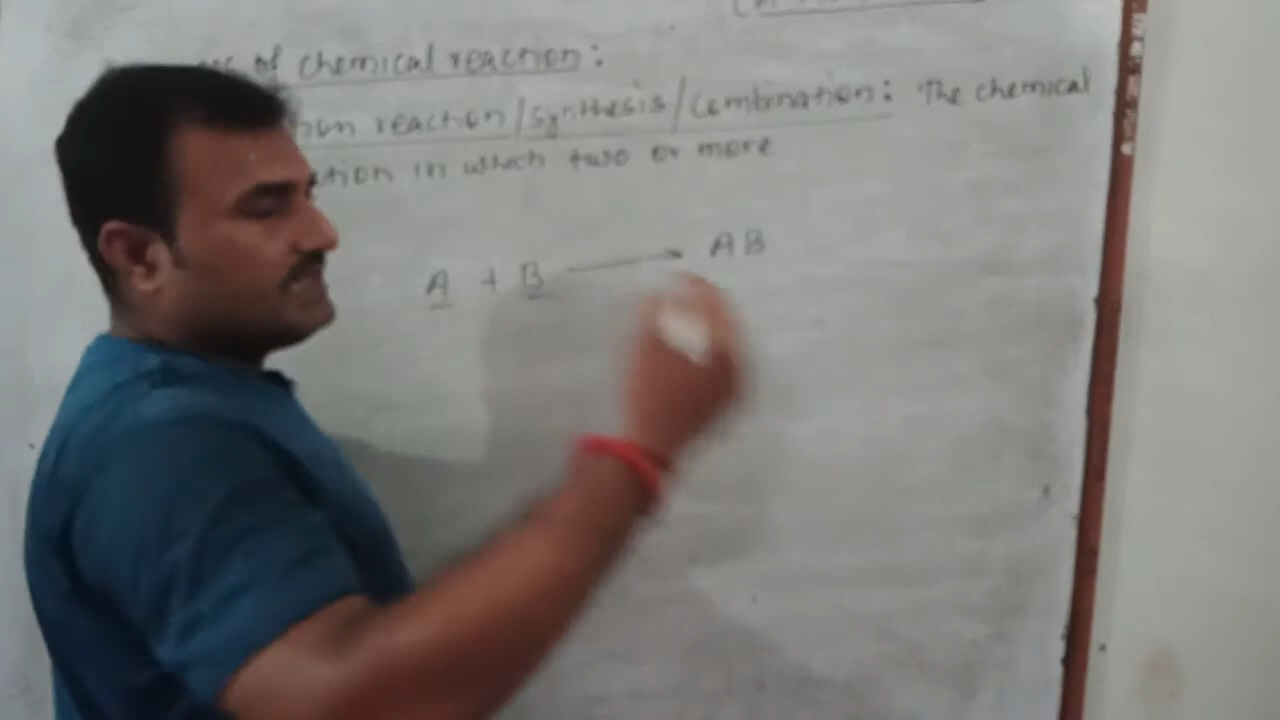 of chemical reaction:
reaction/synthesis/combination: The chemical
in which two or more
A + B → AB